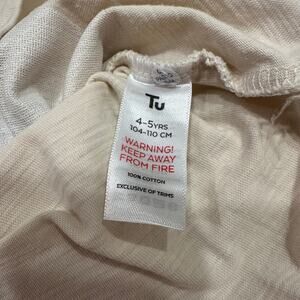 Tu
4-5YRS
104-110 CM
WARNING!
KEEP AWAY
FROM FIRE
100% COTTON
EXCLUSIVE OF TRIMS